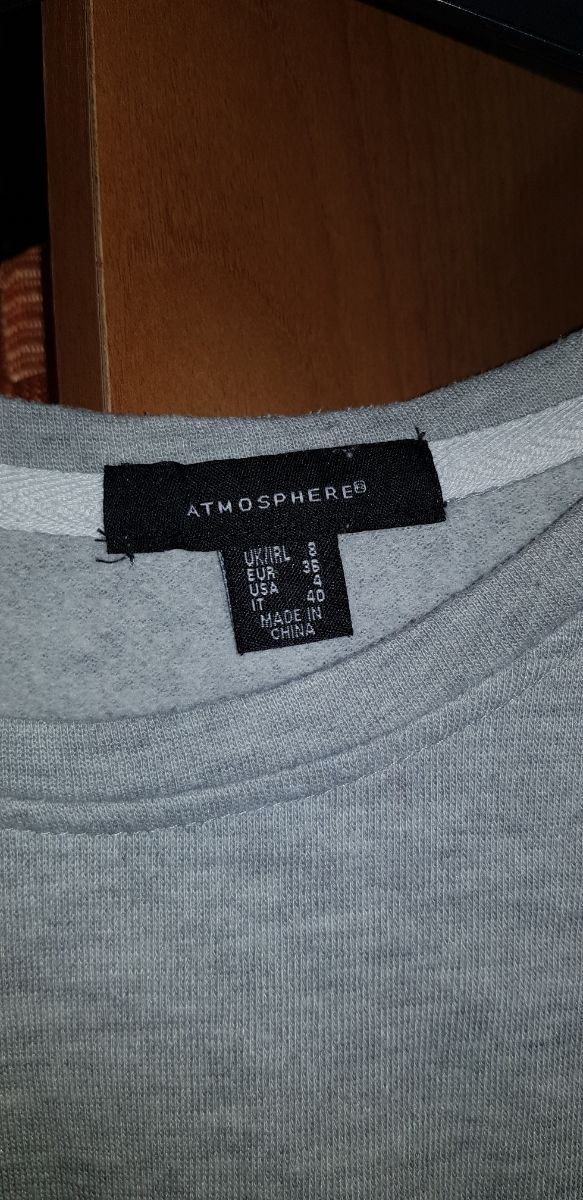 ATMOSPHERE®
UK/IRL 8
EUR 36
USA 4
IT 40
MADE IN
CHINA